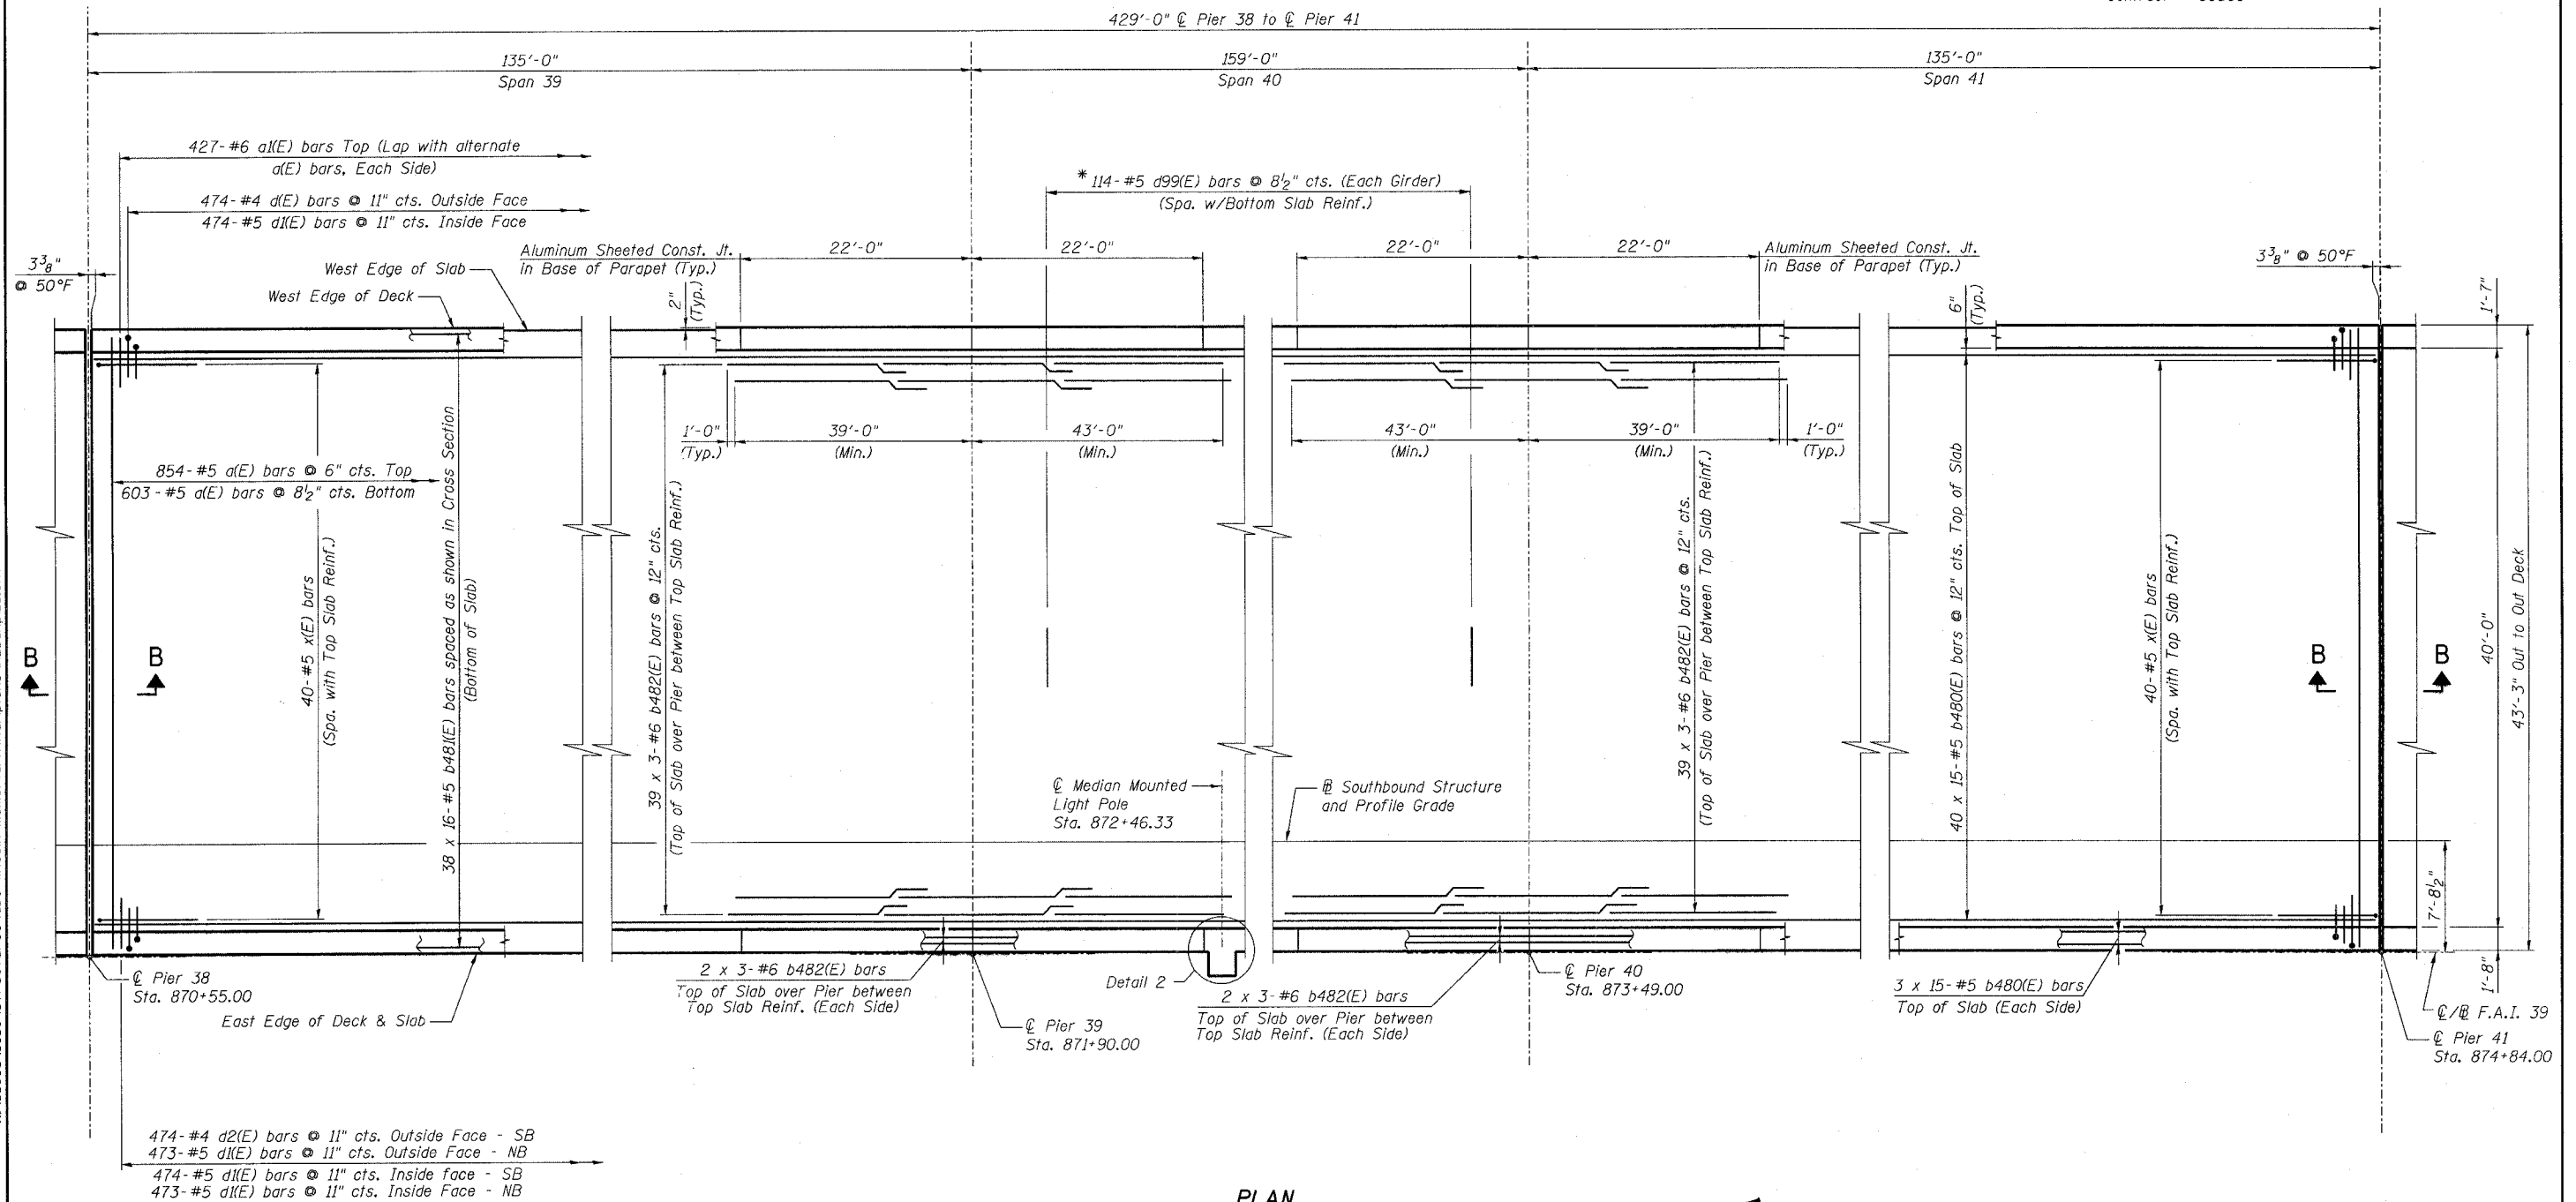 429'-0" ℄ Pier 38 to ℄ Pier 41
135'-0"
Span 39
159'-0"
Span 40
135'-0"
Span 41
427-#6 a1(E) bars Top (Lap with alternate
a(E) bars, Each Side)
474-#4 d(E) bars @ 11" cts. Outside Face
474-#5 d1(E) bars @ 11" cts. Inside Face
* 114-#5 d99(E) bars @ 8½" cts. (Each Girder)
(Spa. w/Bottom Slab Reinf.)
3⅜"
@ 50°F
West Edge of Slab
West Edge of Deck
Aluminum Sheeted Const. Jt.
in Base of Parapet (Typ.)
22'-0"
22'-0"
22'-0"
22'-0"
Aluminum Sheeted Const. Jt.
in Base of Parapet (Typ.)
3⅜" @ 50°F
2"
(Typ.)
6"
(Typ.)
1'-7"
1'-0"
(Typ.)
39'-0"
(Min.)
43'-0"
(Min.)
43'-0"
(Min.)
39'-0"
(Min.)
1'-0"
(Typ.)
854-#5 a(E) bars @ 6" cts. Top
603-#5 a(E) bars @ 8½" cts. Bottom
40-#5 x(E) bars
(Spa. with Top Slab Reinf.)
38 x 16-#5 b481(E) bars spaced as shown in Cross Section
(Bottom of Slab)
39 x 3-#6 b482(E) bars @ 12" cts.
(Top of Slab over Pier between Top Slab Reinf.)
39 x 3-#6 b482(E) bars @ 12" cts.
(Top of Slab over Pier between Top Slab Reinf.)
40 x 15-#5 b480(E) bars @ 12" cts. Top of Slab
40-#5 x(E) bars
(Spa. with Top Slab Reinf.)
40'-0"
43'-3" Out to Out Deck
B
B
B
B
℄ Median Mounted
Light Pole
Sta. 872+46.33
⅊ Southbound Structure
and Profile Grade
7'-8½"
1'-8"
℄ Pier 38
Sta. 870+55.00
East Edge of Deck & Slab
2 x 3-#6 b482(E) bars
Top of Slab over Pier between
Top Slab Reinf. (Each Side)
℄ Pier 39
Sta. 871+90.00
Detail 2
2 x 3-#6 b482(E) bars
Top of Slab over Pier between
Top Slab Reinf. (Each Side)
℄ Pier 40
Sta. 873+49.00
3 x 15-#5 b480(E) bars
Top of Slab (Each Side)
℄/⅊ F.A.I. 39
℄ Pier 41
Sta. 874+84.00
474-#4 d2(E) bars @ 11" cts. Outside Face - SB
473-#5 d1(E) bars @ 11" cts. Outside Face - NB
474-#5 d1(E) bars @ 11" cts. Inside face - SB
473-#5 d1(E) bars @ 11" cts. Inside Face - NB
PLAN